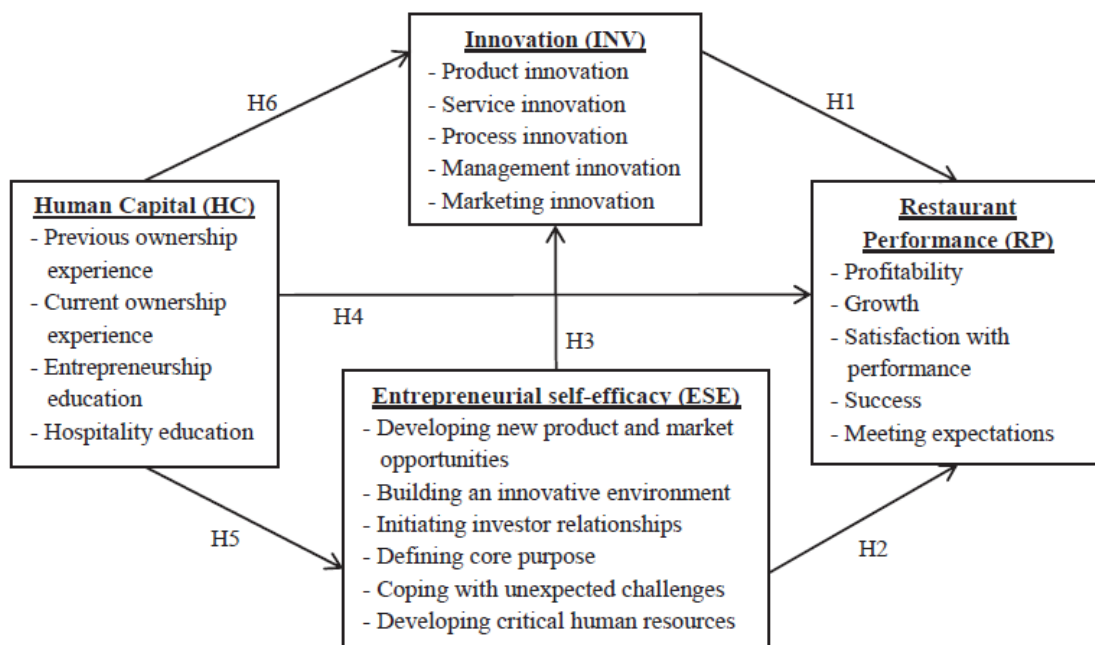 Innovation (INV)
- Product innovation
- Service innovation
- Process innovation
- Management innovation
- Marketing innovation
H6
H1
Human Capital (HC)
- Previous ownership
experience
- Current ownership
experience
- Entrepreneurship
education
- Hospitality education
Restaurant
Performance (RP)
- Profitability
- Growth
- Satisfaction with
performance
- Success
- Meeting expectations
H4
H3
Entrepreneurial self-efficacy (ESE)
- Developing new product and market
opportunities
- Building an innovative environment
- Initiating investor relationships
- Defining core purpose
- Coping with unexpected challenges
- Developing critical human resources
H5
H2